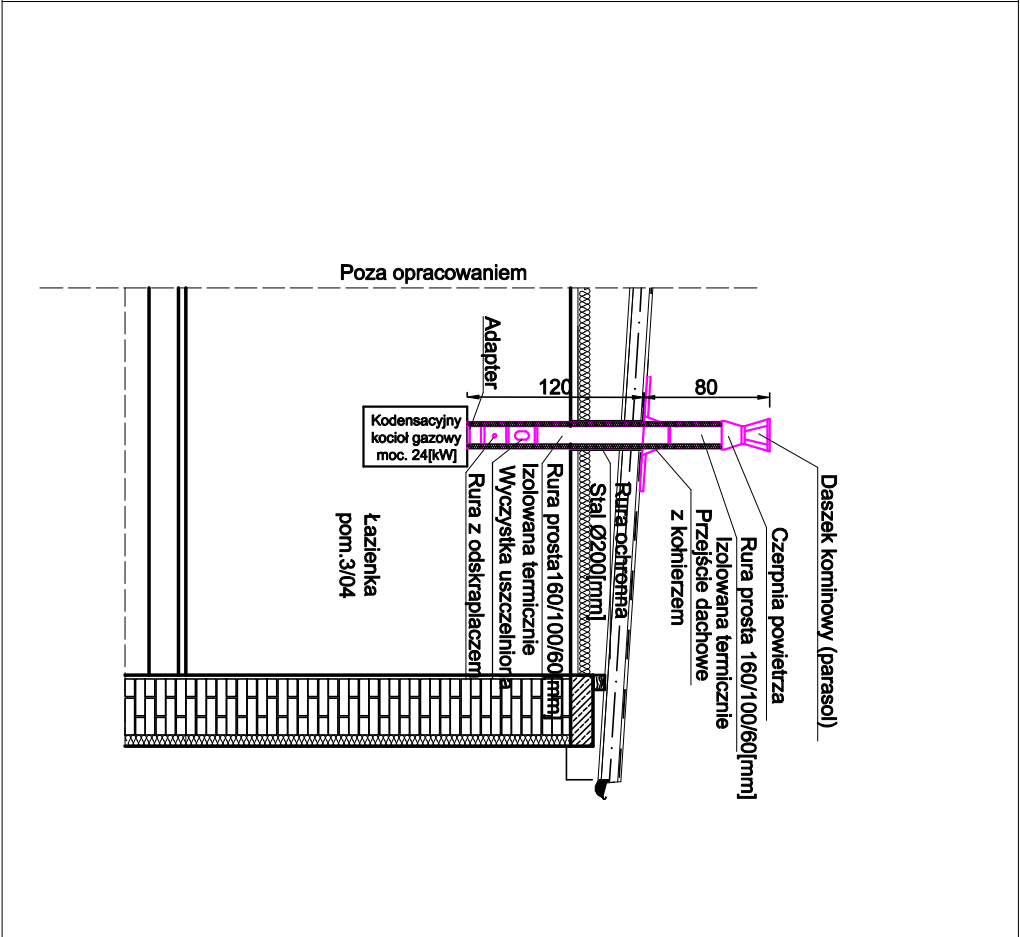 Poza opracowaniem
Adapter
120
80
Kodensacyjny
kocioł gazowy
moc. 24[kW]
Daszek kominowy (parasol)
Czerpnia powietrza
Rura prosta 160/100/60[mm]
Izolowana termicznie
Przejście dachowe
z kołnierzem
Rura ochronna
Stal Ø200[mm]
Rura prosta160/100/60[mm]
Izolowana termicznie
Wyczystka uszczelniona
Rura z odskraplaczem
Łazienka
pom.3/04